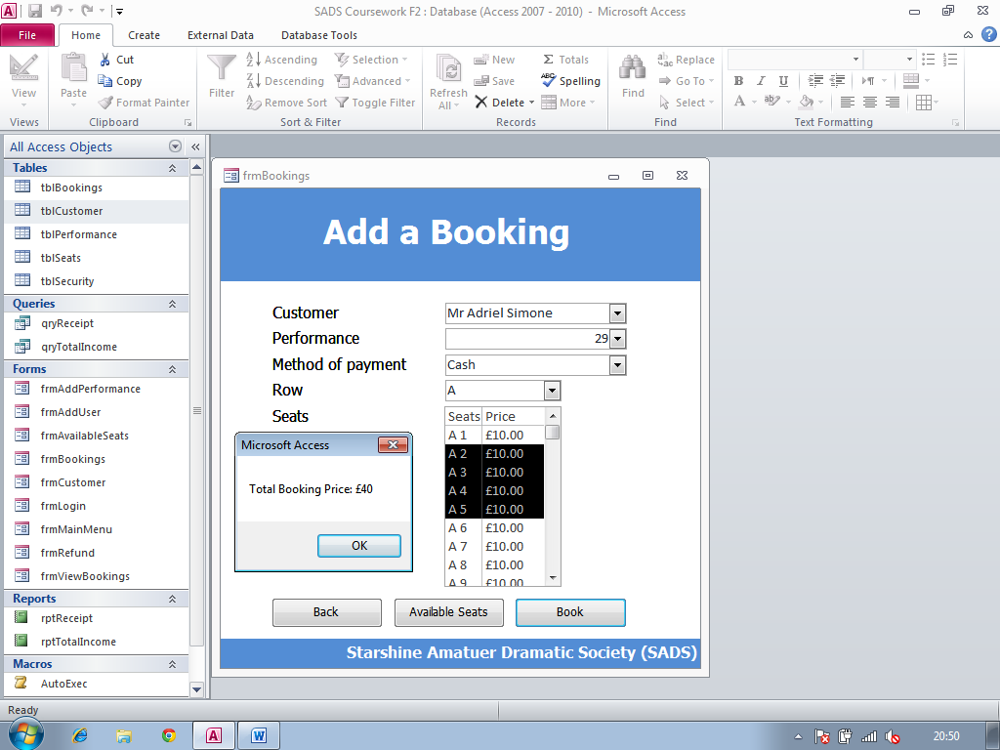 SADS Coursework F2 : Database (Access 2007 - 2010) - Microsoft Access
File Home Create External Data Database Tools
View
Views
Paste
Cut
Copy
Format Painter
Clipboard
Filter
Ascending
Descending
Remove Sort
Selection
Advanced
Toggle Filter
Sort & Filter
Refresh
All
New
Save
Delete
Totals
Spelling
More
Records
Find
Replace
Go To
Select
Find
B I U
A
Text Formatting
All Access Objects
Tables
tblBookings
tblCustomer
tblPerformance
tblSeats
tblSecurity
Queries
qryReceipt
qryTotalIncome
Forms
frmAddPerformance
frmAddUser
frmAvailableSeats
frmBookings
frmCustomer
frmLogin
frmMainMenu
frmRefund
frmViewBookings
Reports
rptReceipt
rptTotalIncome
Macros
AutoExec
frmBookings
Add a Booking
Customer Mr Adriel Simone
Performance 29
Method of payment Cash
Row A
Seats
Seats Price
A 1 £10.00
A 2 £10.00
A 3 £10.00
A 4 £10.00
A 5 £10.00
A 6 £10.00
A 7 £10.00
A 8 £10.00
A 9 £10.00
Microsoft Access
Total Booking Price: £40
OK
Back Available Seats Book
Starshine Amatuer Dramatic Society (SADS)
Ready
20:50